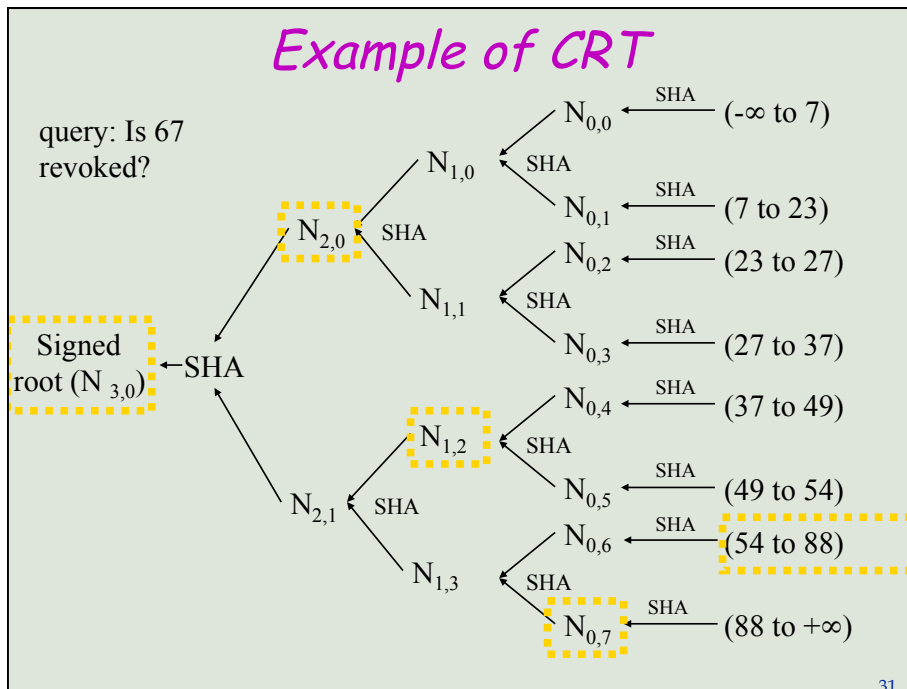 Example of CRT
query: Is 67
revoked?
N0,0 SHA (-∞ to 7)
N1,0 SHA
N0,1 SHA (7 to 23)
N2,0 SHA
N0,2 SHA (23 to 27)
N1,1 SHA
N0,3 SHA (27 to 37)
Signed
root (N 3,0) SHA
N0,4 SHA (37 to 49)
N1,2 SHA
N0,5 SHA (49 to 54)
N2,1 SHA
N0,6 SHA (54 to 88)
N1,3 SHA
N0,7 SHA (88 to +∞)
31